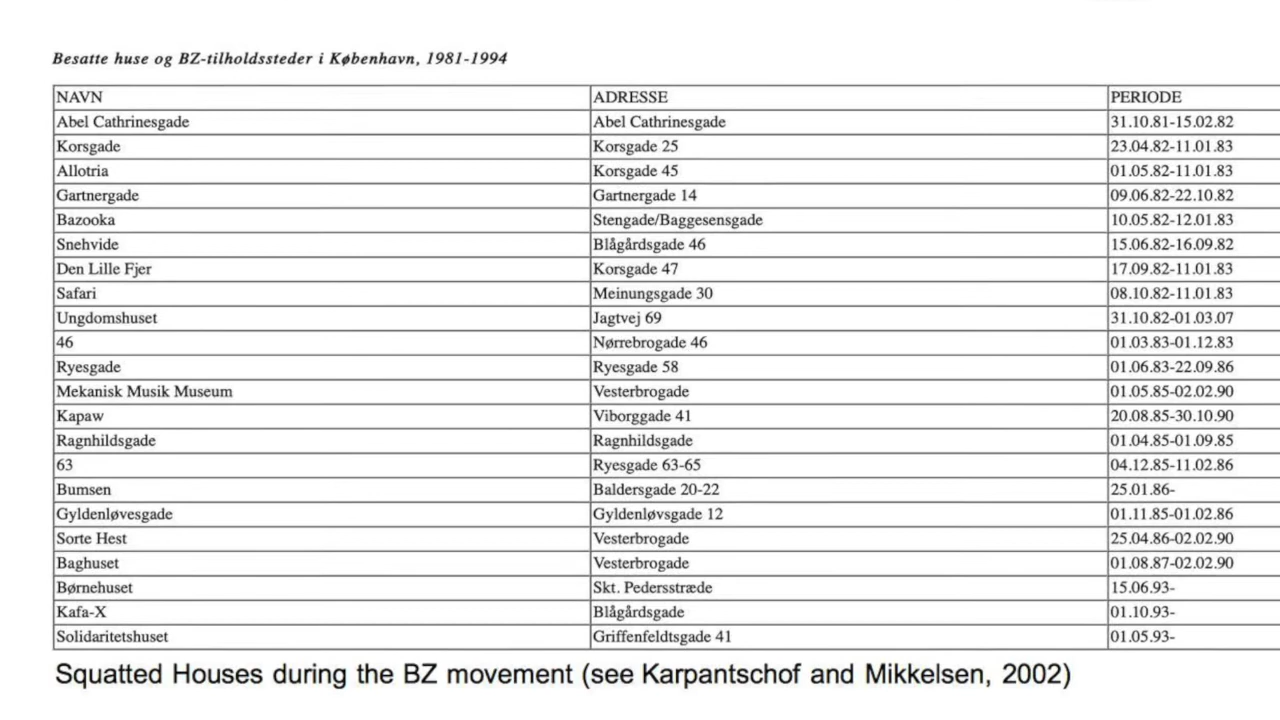 Besatte huse og BZ-tilholdssteder i København, 1981-1994
NAVN ADRESSE PERIODE
Abel Cathrinesgade Abel Cathrinesgade 31.10.81-15.02.82
Korsgade Korsgade 25 23.04.82-11.01.83
Allotria Korsgade 45 01.05.82-11.01.83
Gartnergade Gartnergade 14 09.06.82-22.10.82
Bazooka Stengade/Baggesensgade 10.05.82-12.01.83
Snehvide Blågårdsgade 46 15.06.82-16.09.82
Den Lille Fjer Korsgade 47 17.09.82-11.01.83
Safari Meinungsgade 30 08.10.82-11.01.83
Ungdomshuset Jagtvej 69 31.10.82-01.03.07
46 Nørrebrogade 46 01.03.83-01.12.83
Ryesgade Ryesgade 58 01.06.83-22.09.86
Mekanisk Musik Museum Vesterbrogade 01.05.85-02.02.90
Kapaw Viborggade 41 20.08.85-30.10.90
Ragnhildsgade Ragnhildsgade 01.04.85-01.09.85
63 Ryesgade 63-65 04.12.85-11.02.86
Bumsen Baldersgade 20-22 25.01.86-
Gyldenløvesgade Gyldenløvsgade 12 01.11.85-01.02.86
Sorte Hest Vesterbrogade 25.04.86-02.02.90
Baghuset Vesterbrogade 01.08.87-02.02.90
Børnehuset Skt. Pedersstræde 15.06.93-
Kafa-X Blågårdsgade 01.10.93-
Solidaritetshuset Griffenfeldtsgade 41 01.05.93-
Squatted Houses during the BZ movement (see Karpantschof and Mikkelsen, 2002)